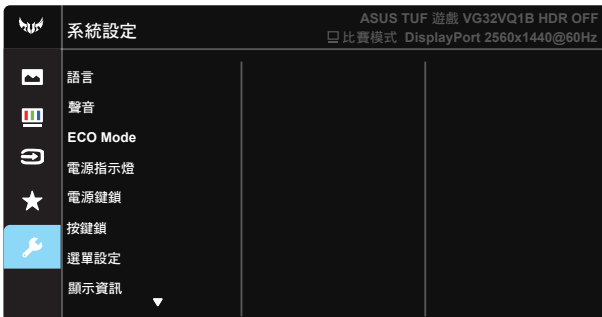 系統設定
ASUS TUF 遊戲 VG32VQ1B HDR OFF
比賽模式 DisplayPort 2560x1440@60Hz
語言
聲音
ECO Mode
電源指示燈
電源鍵鎖
按鍵鎖
選單設定
顯示資訊